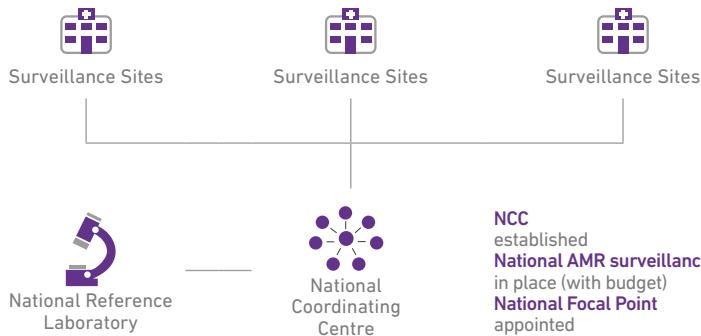 Surveillance Sites
Surveillance Sites
Surveillance Sites
National Reference
Laboratory
National
Coordinating
Centre
NCC
established
National AMR surveillanc
in place (with budget)
National Focal Point
appointed